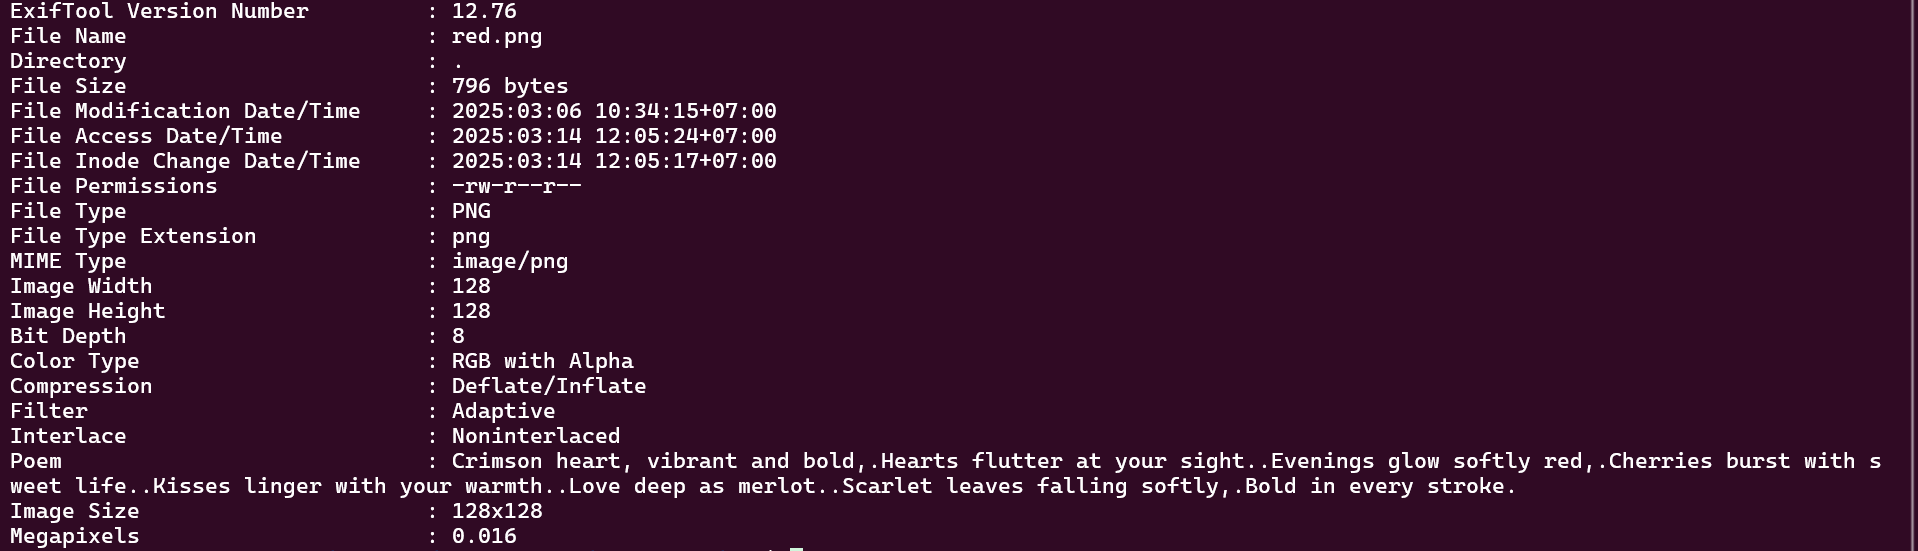 ExifTool Version Number         : 12.76
File Name                       : red.png
Directory                       : .
File Size                       : 796 bytes
File Modification Date/Time     : 2025:03:06 10:34:15+07:00
File Access Date/Time           : 2025:03:14 12:05:24+07:00
File Inode Change Date/Time     : 2025:03:14 12:05:17+07:00
File Permissions                : -rw-r--r--
File Type                       : PNG
File Type Extension             : png
MIME Type                       : image/png
Image Width                     : 128
Image Height                    : 128
Bit Depth                       : 8
Color Type                      : RGB with Alpha
Compression                     : Deflate/Inflate
Filter                          : Adaptive
Interlace                       : Noninterlaced
Poem                            : Crimson heart, vibrant and bold,.Hearts flutter at your sight..Evenings glow softly red,.Cherries burst with s
weet life..Kisses linger with your warmth..Love deep as merlot..Scarlet leaves falling softly,.Bold in every stroke.
Image Size                      : 128x128
Megapixels                      : 0.016